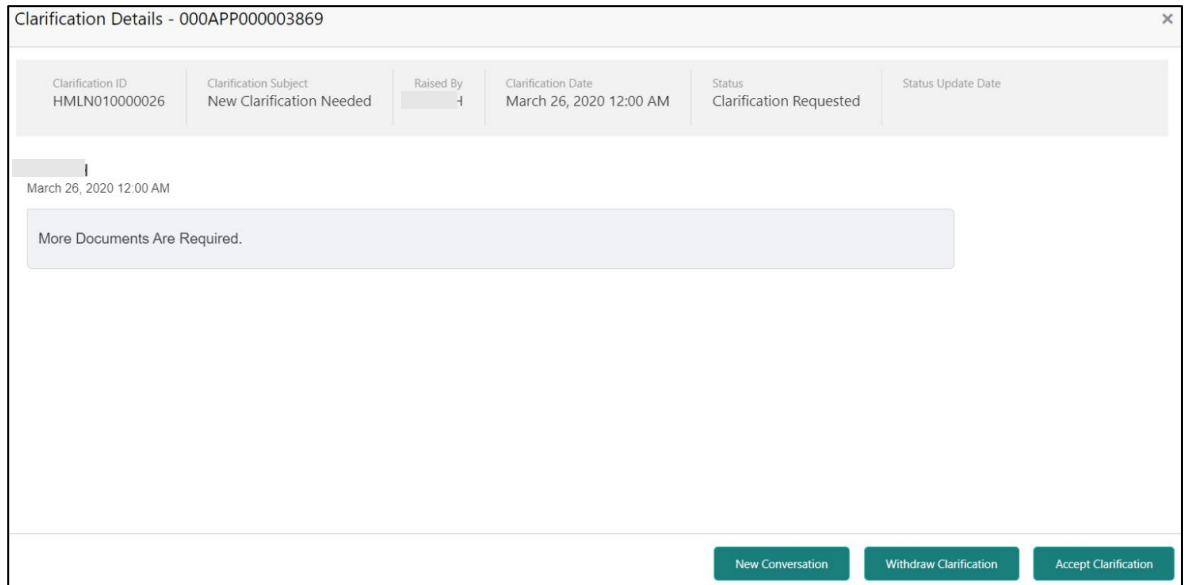 Clarification Details - 000APP000003869
Clarification ID Clarification Subject Raised By Clarification Date Status Status Update Date
HMLN010000026 New Clarification Needed March 26, 2020 12:00 AM Clarification Requested
March 26, 2020 12:00 AM
More Documents Are Required.
New Conversation Withdraw Clarification Accept Clarification